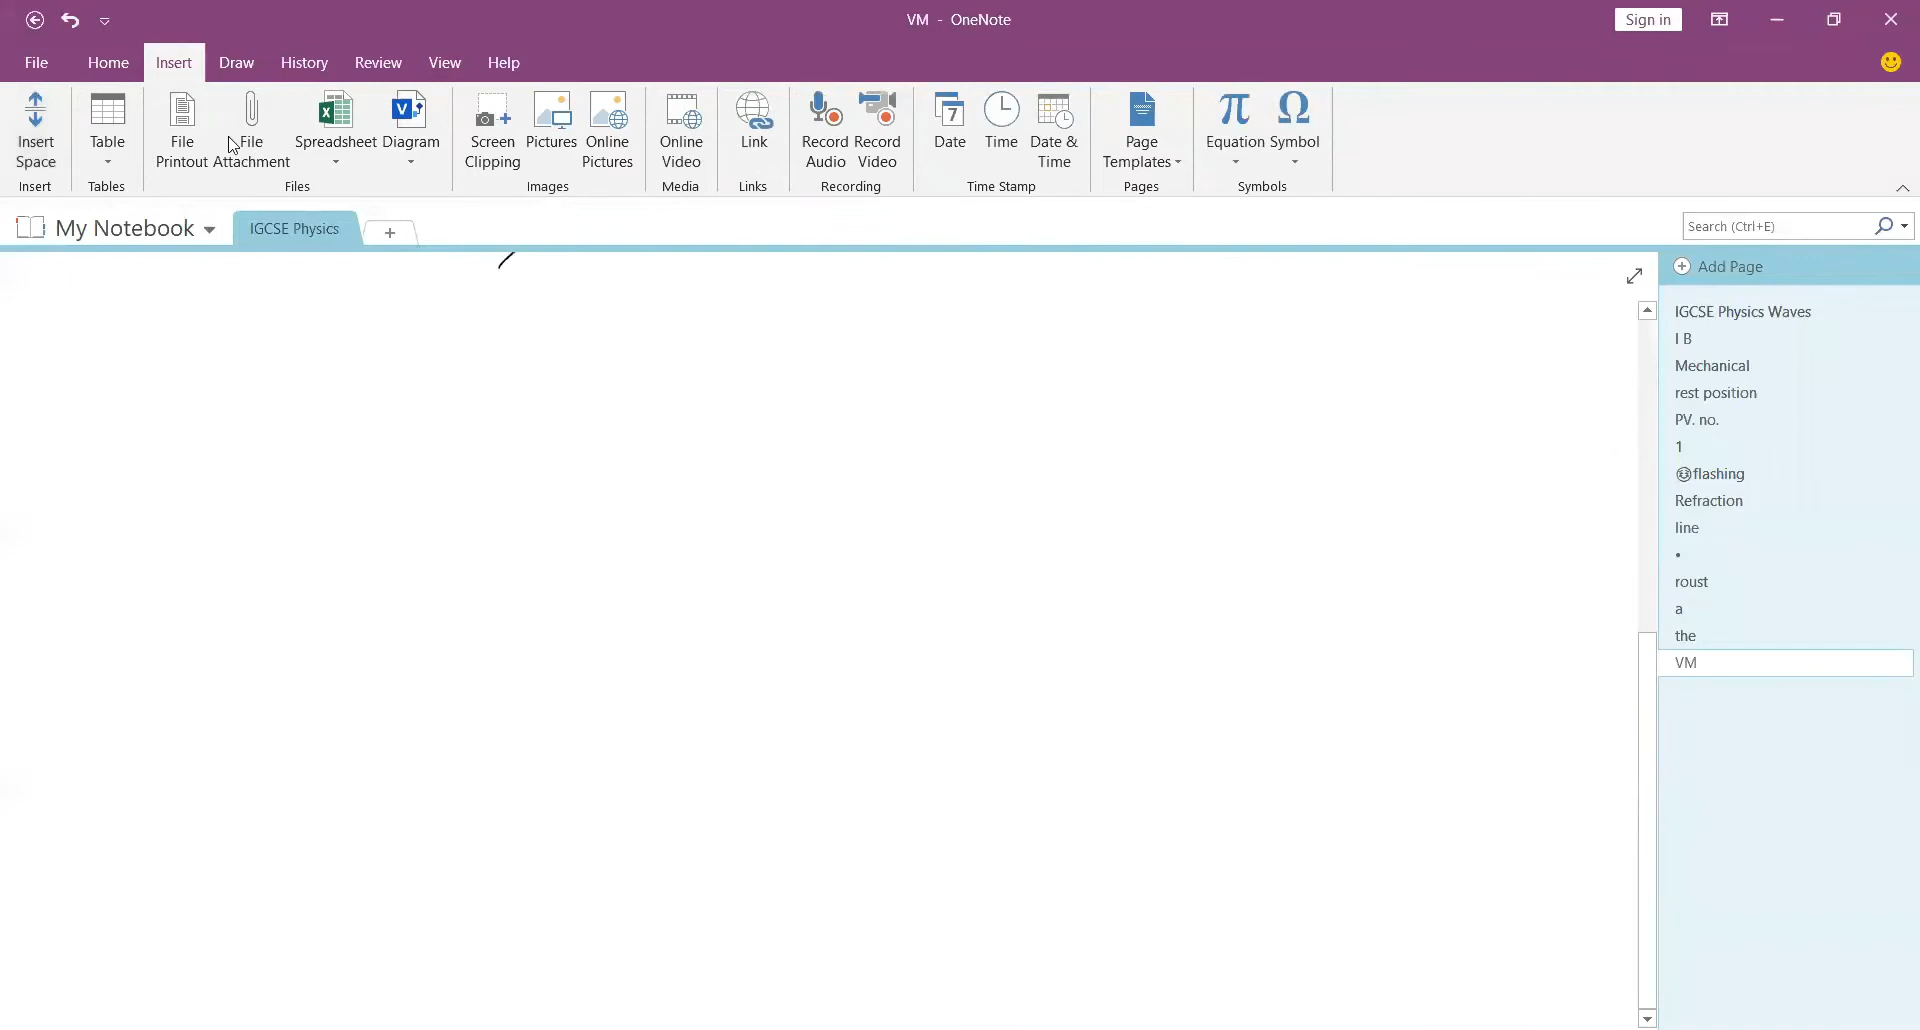 VM - OneNote
Sign in
File Home Insert Draw History Review View Help
Insert Space
Table
File Printout
File Attachment
Spreadsheet
Diagram
Screen Clipping
Pictures
Online Pictures
Online Video
Link
Record Audio
Record Video
7
Date
Time
Date & Time
Page Templates
π
Equation
Ω
Symbol
Insert Tables Files Images Media Links Recording Time Stamp Pages Symbols
My Notebook
IGCSE Physics
+
Search (Ctrl+E)
Add Page
IGCSE Physics Waves
I B
Mechanical
rest position
PV. no.
1
flashing
Refraction
line
•
roust
a
the
VM